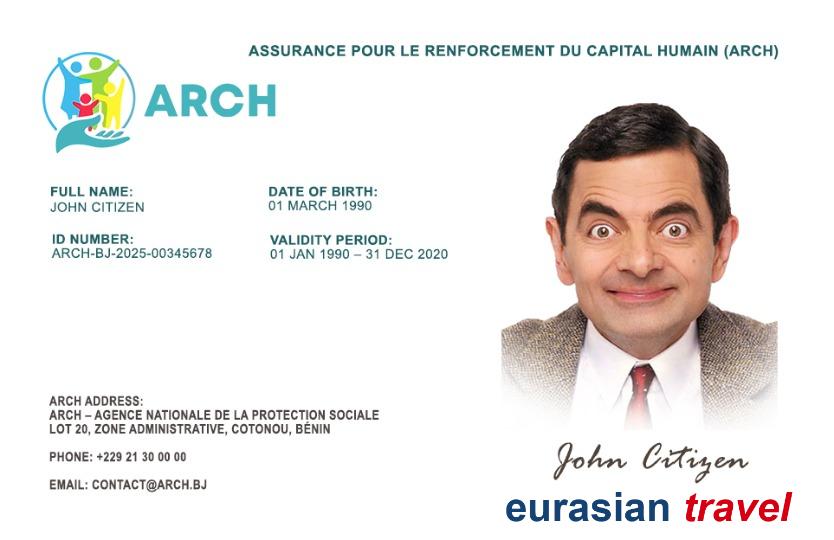 ASSURANCE POUR LE RENFORCEMENT DU CAPITAL HUMAIN (ARCH)
ARCH
FULL NAME:
JOHN CITIZEN
DATE OF BIRTH:
01 MARCH 1990
ID NUMBER:
ARCH-BJ-2025-00345678
VALIDITY PERIOD:
01 JAN 1990 – 31 DEC 2020
ARCH ADDRESS:
ARCH – AGENCE NATIONALE DE LA PROTECTION SOCIALE
LOT 20, ZONE ADMINISTRATIVE, COTONOU, BÉNIN
PHONE: +229 21 30 00 00
EMAIL: CONTACT@ARCH.BJ
John Citizen
eurasian travel